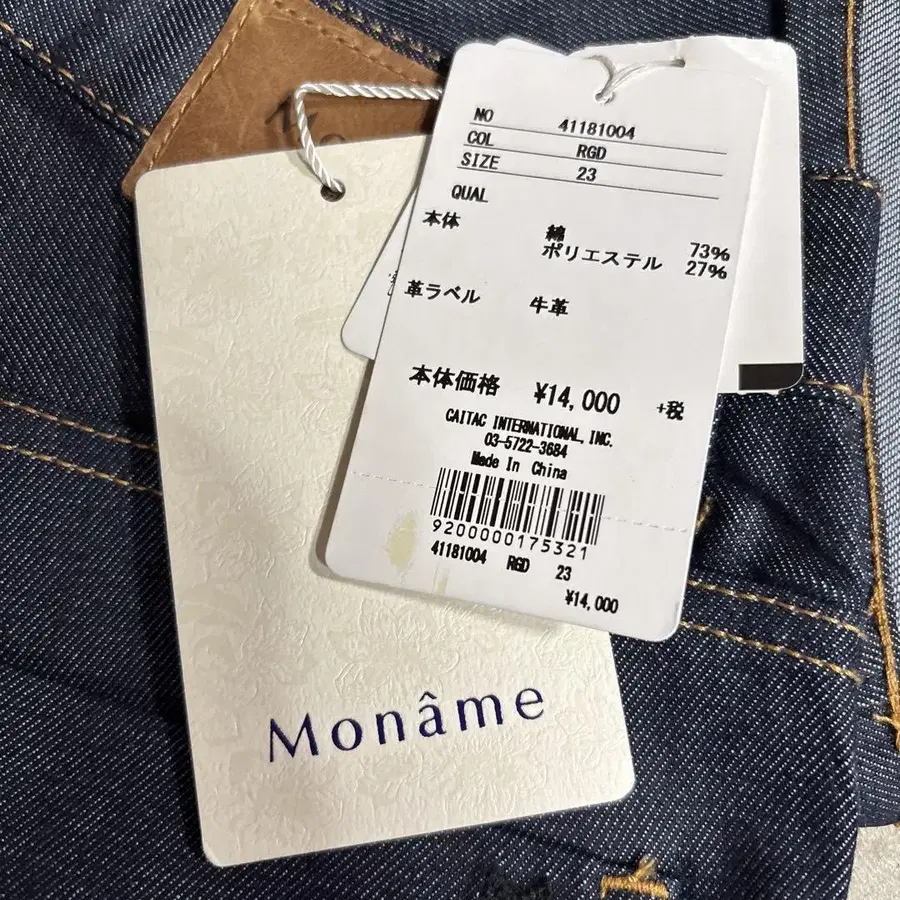 NO 41181004
COL RGD
SIZE 23
QUAL
本体 綿 73%
ポリエステル 27%
革ラベル 牛革
本体価格 ¥14,000 +税
CAITAC INTERNATIONAL, INC.
03-5722-3684
Made In China
9200000175321
41181004 RGD 23
¥14,000
Monâme